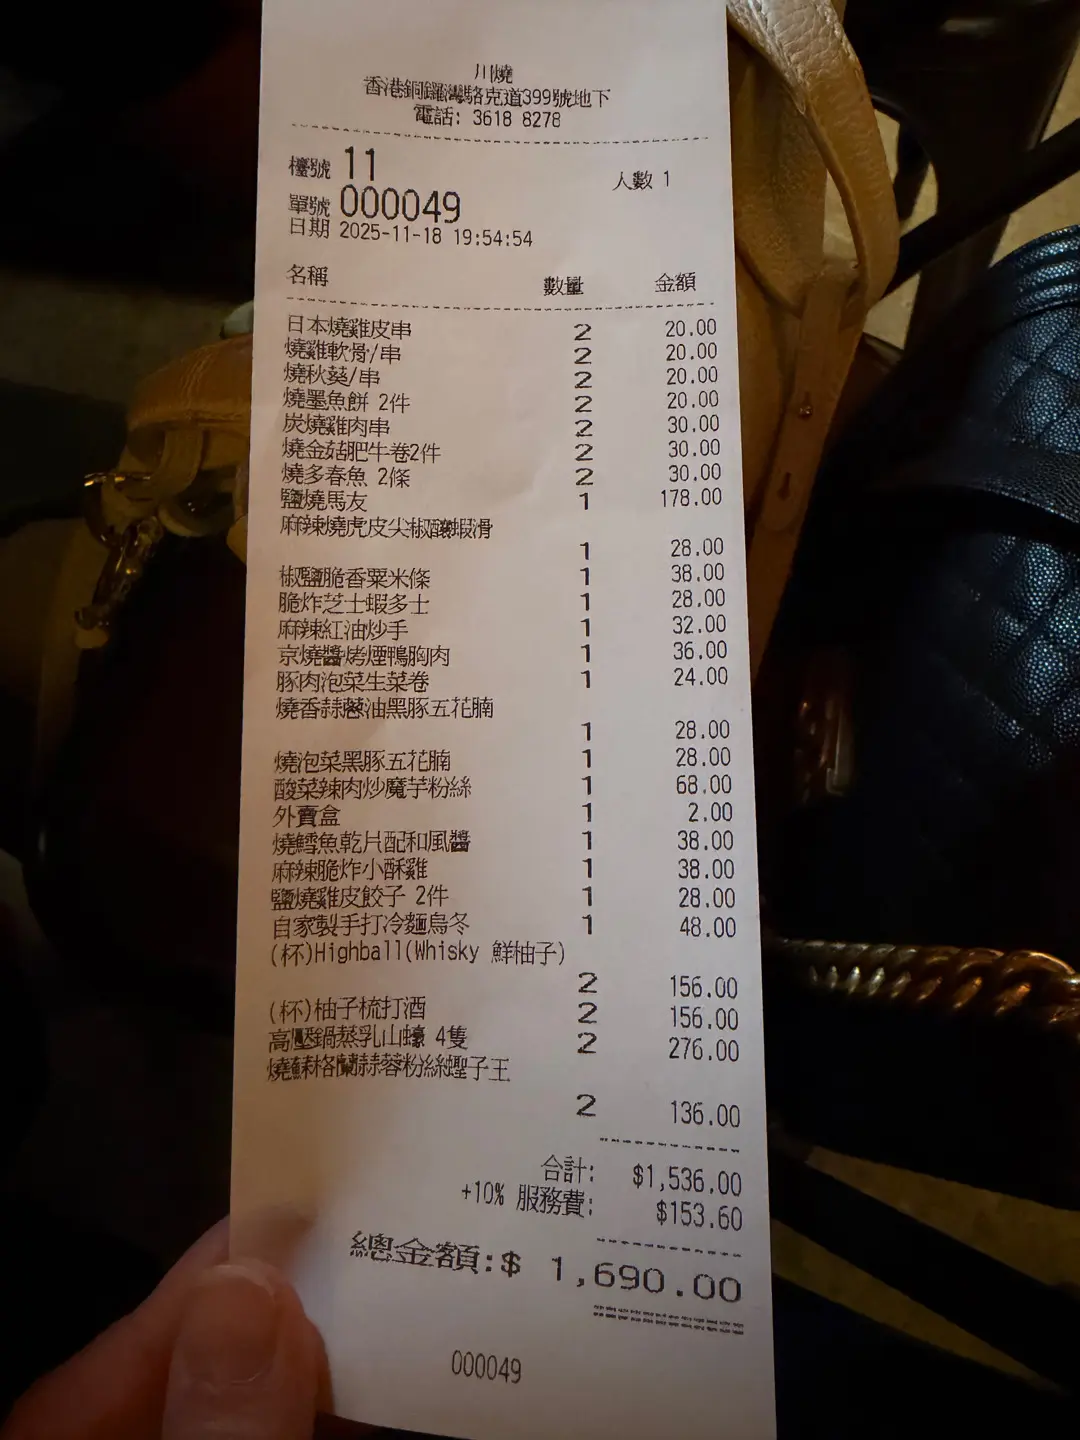 川燒
香港銅鑼灣駱克道399號地下
電話: 3618 8278
檯號 11 人數 1
單號 000049
日期 2025-11-18 19:54:54
名稱 數量 金額
日本燒雞皮串 2 20.00
燒雞軟骨/串 2 20.00
燒秋葵/串 2 20.00
燒墨魚餅 2件 2 20.00
炭燒雞肉串 2 30.00
燒金菇肥牛卷2件 2 30.00
燒多春魚 2條 2 30.00
鹽燒馬友 1 178.00
麻辣燒虎皮尖椒釀蝦滑
1 28.00
椒鹽脆香粟米條 1 38.00
脆炸芝士蝦多士 1 28.00
麻辣紅油炒手 1 32.00
京燒醬烤煙鴨胸肉 1 36.00
豚肉泡菜生菜卷 1 24.00
燒香蒜蔥油黑豚五花腩
1 28.00
燒泡菜黑豚五花腩 1 28.00
酸菜辣肉炒魔芋粉絲 1 68.00
外賣盒 1 2.00
燒鱈魚乾片配和風醬 1 38.00
麻辣脆炸小酥雞 1 38.00
鹽燒雞皮餃子 2件 1 28.00
自家製手打冷麵烏冬 1 48.00
(杯)Highball(Whisky 鮮柚子)
2 156.00
(杯)柚子梳打酒 2 156.00
高壓鍋蒸乳山蠔 4隻 2 276.00
燒蘇格蘭蒜蓉粉絲蟶子王
2 136.00
合計: $1,536.00
+10% 服務費: $153.60
總金額:$ 1,690.00
000049